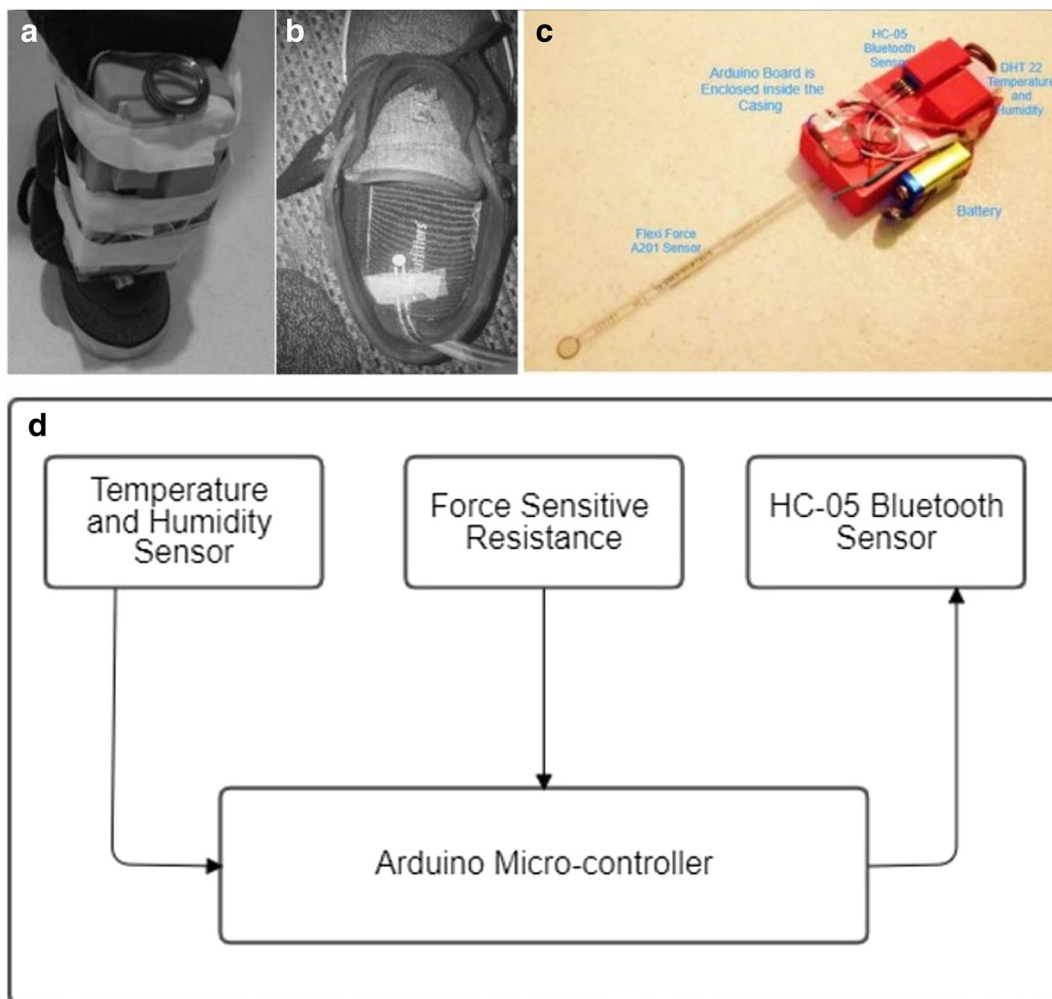 a
b
c
HC-05
Bluetooth
Sensor
Arduino Board is
Enclosed inside the
Casing
DHT 22
Temperature
and
Humidity
Battery
Flexi Force
A201 Sensor
d
Temperature
and Humidity
Sensor
Force Sensitive
Resistance
HC-05 Bluetooth
Sensor
Arduino Micro-controller